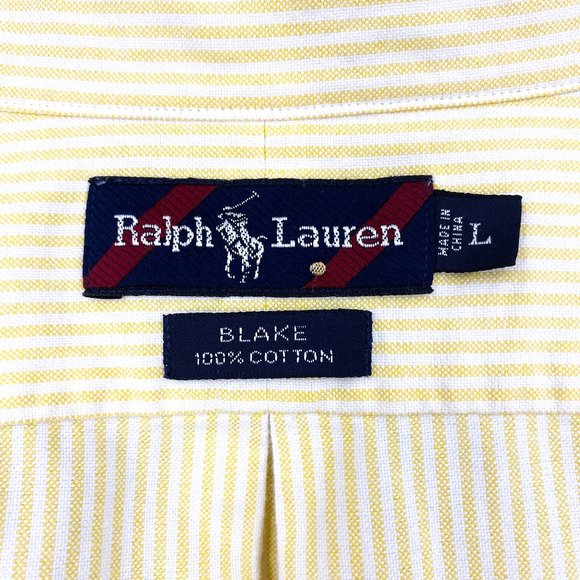 Ralph Lauren
MADE IN
CHINA
L
BLAKE
100% COTTON